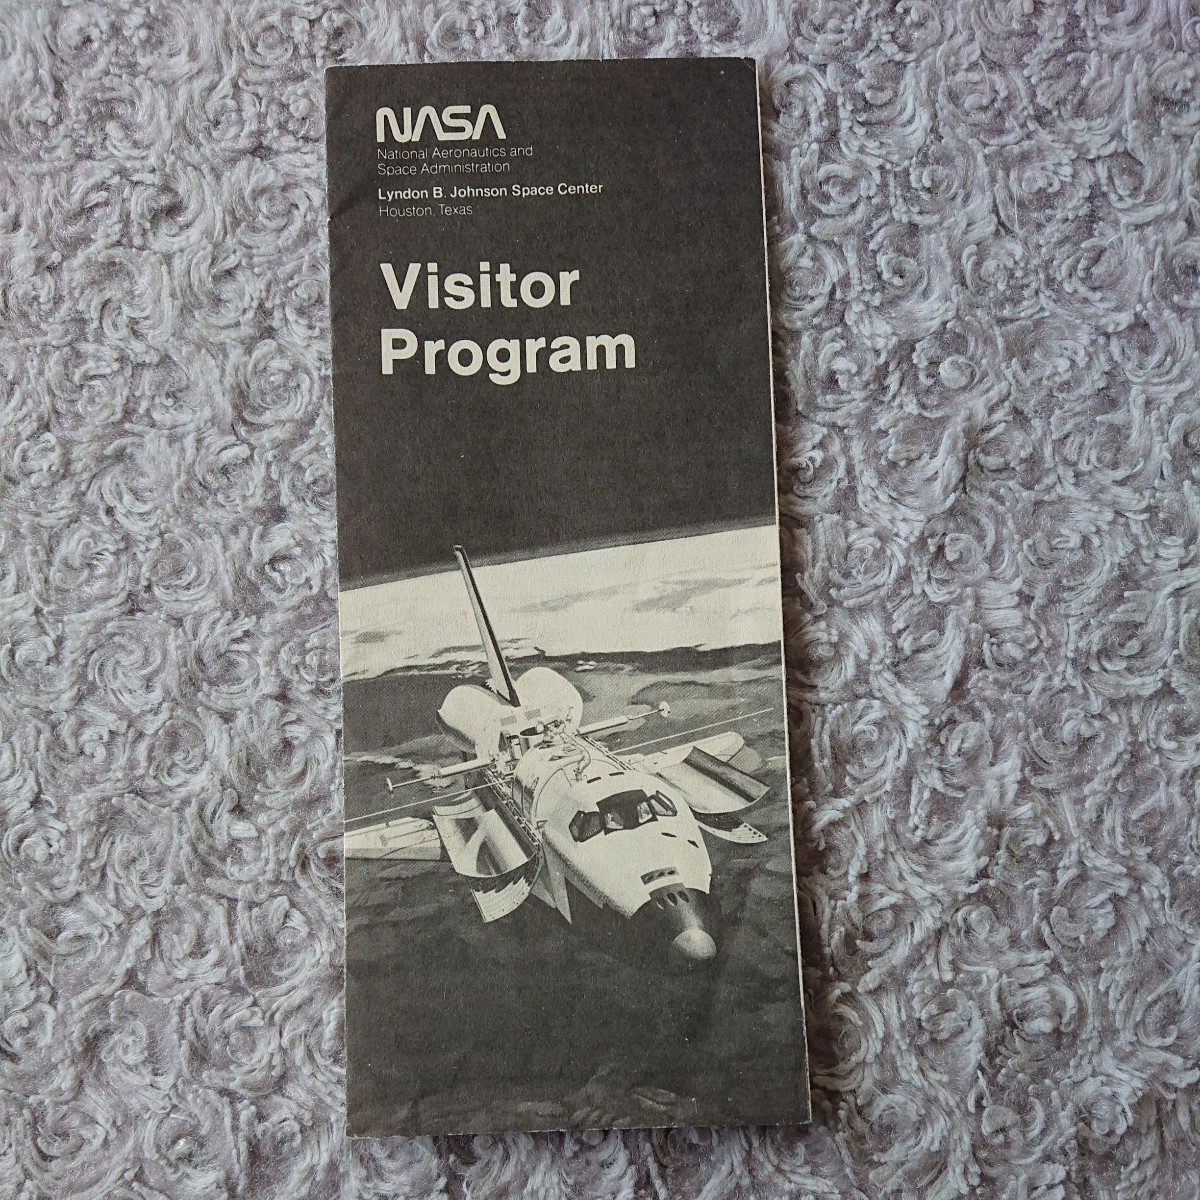 NASA
National Aeronautics and
Space Administration
Lyndon B. Johnson Space Center
Houston, Texas
Visitor
Program